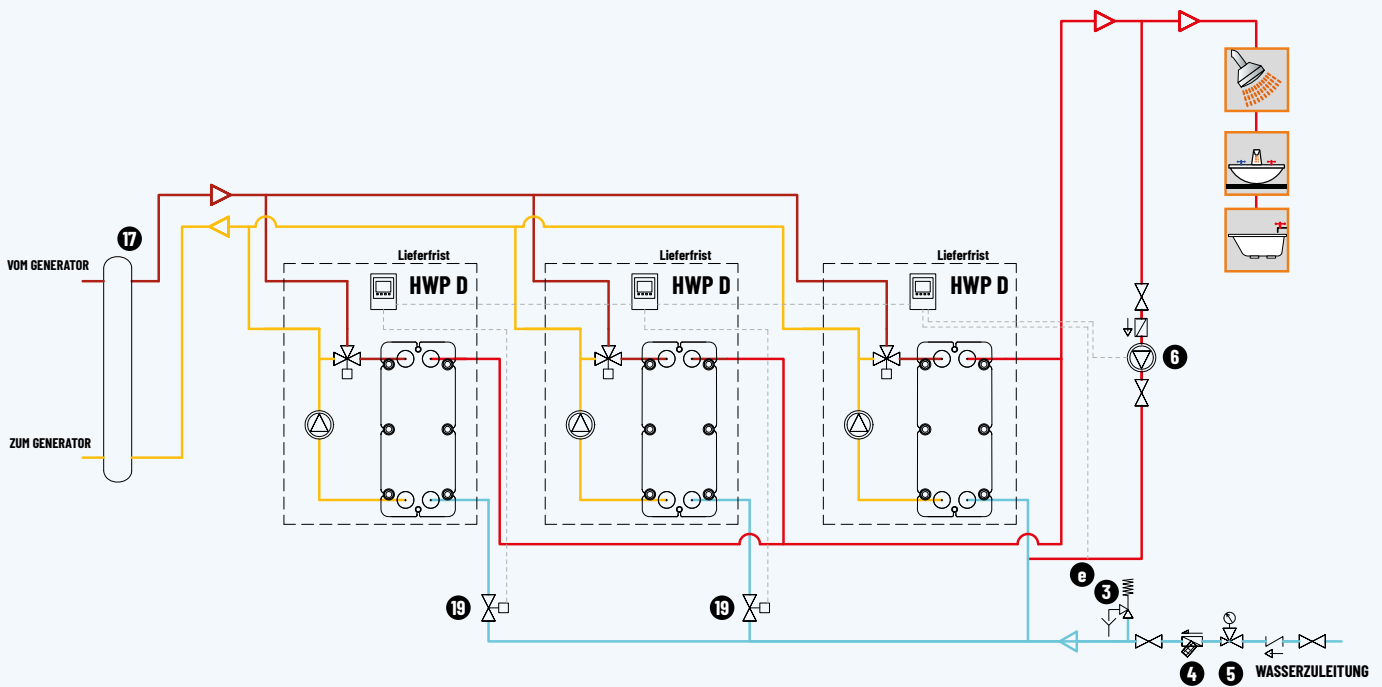 17
VOM GENERATOR
ZUM GENERATOR
Lieferfrist
HWP D
Lieferfrist
HWP D
Lieferfrist
HWP D
6
e
3
19
19
4
5
WASSERZULEITUNG